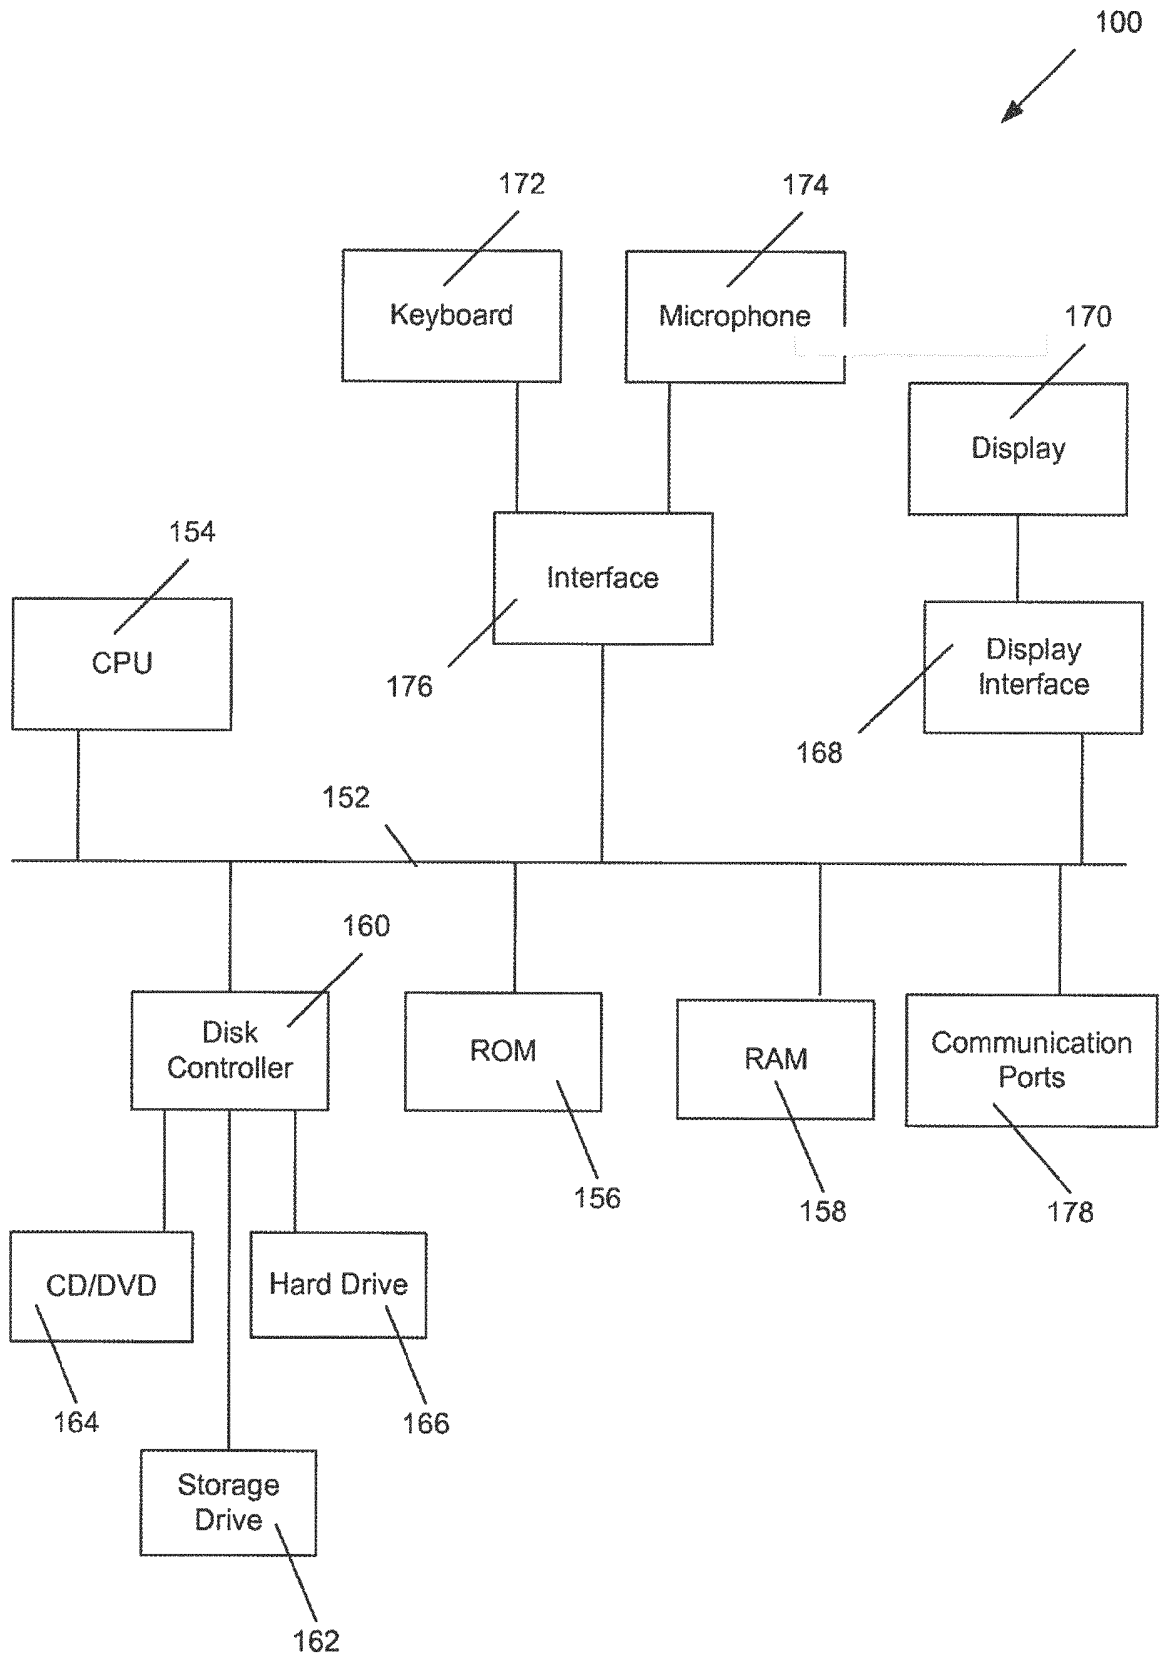 100
172
174
Keyboard
Microphone
170
Display
154
Interface
CPU
176
Display
Interface
168
152
160
Disk
Controller
ROM
RAM
Communication
Ports
156
158
178
CD/DVD
Hard Drive
164
166
Storage
Drive
162